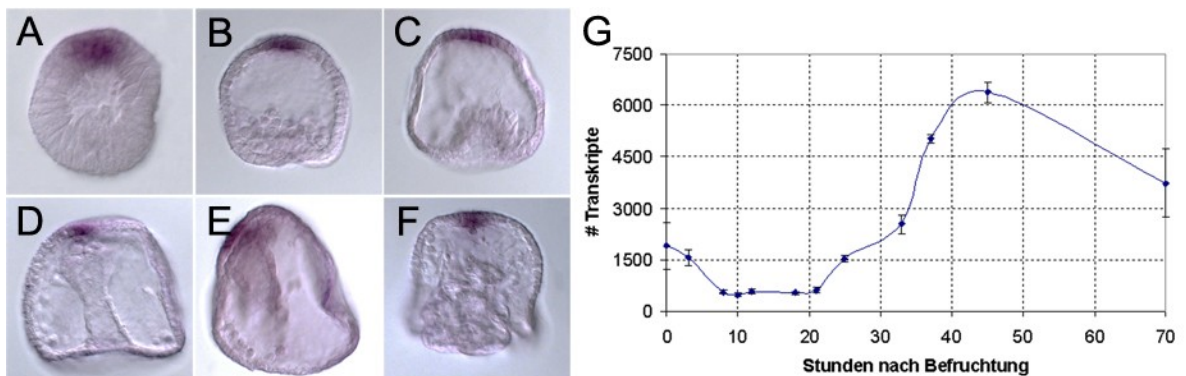 A
B
C
D
E
F
G
7500
6000
4500
3000
1500
0
# Transkripte
0 10 20 30 40 50 60 70
Stunden nach Befruchtung